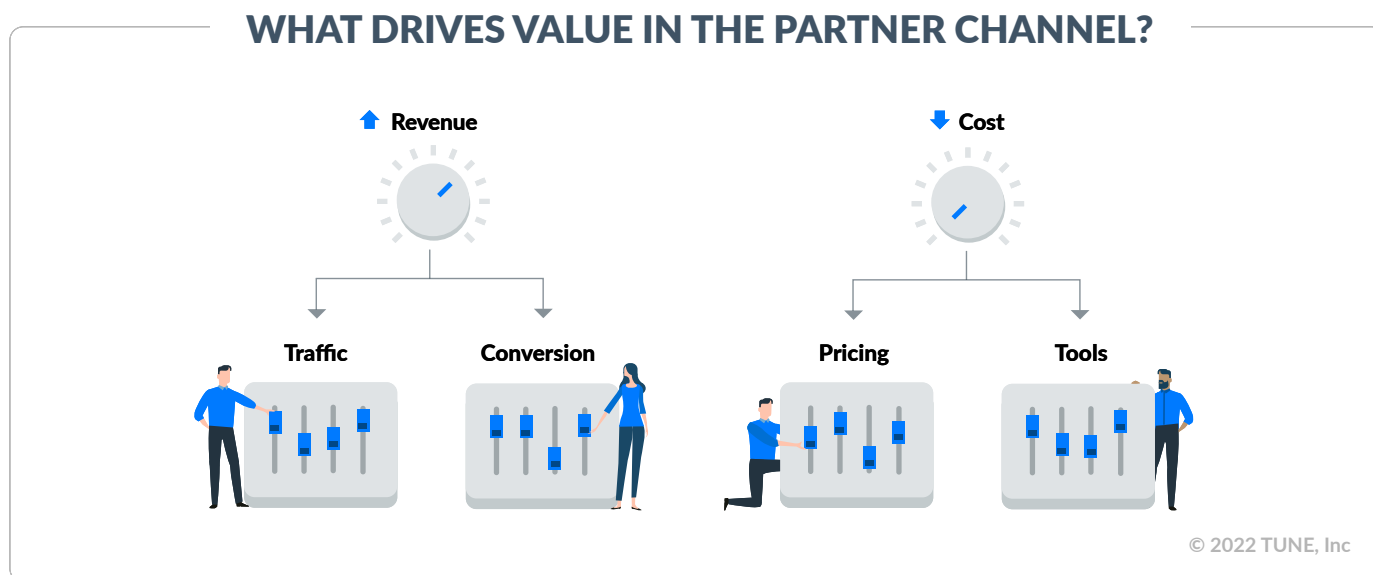 WHAT DRIVES VALUE IN THE PARTNER CHANNEL?
Revenue
Cost
Traffic
Conversion
Pricing
Tools
© 2022 TUNE, Inc